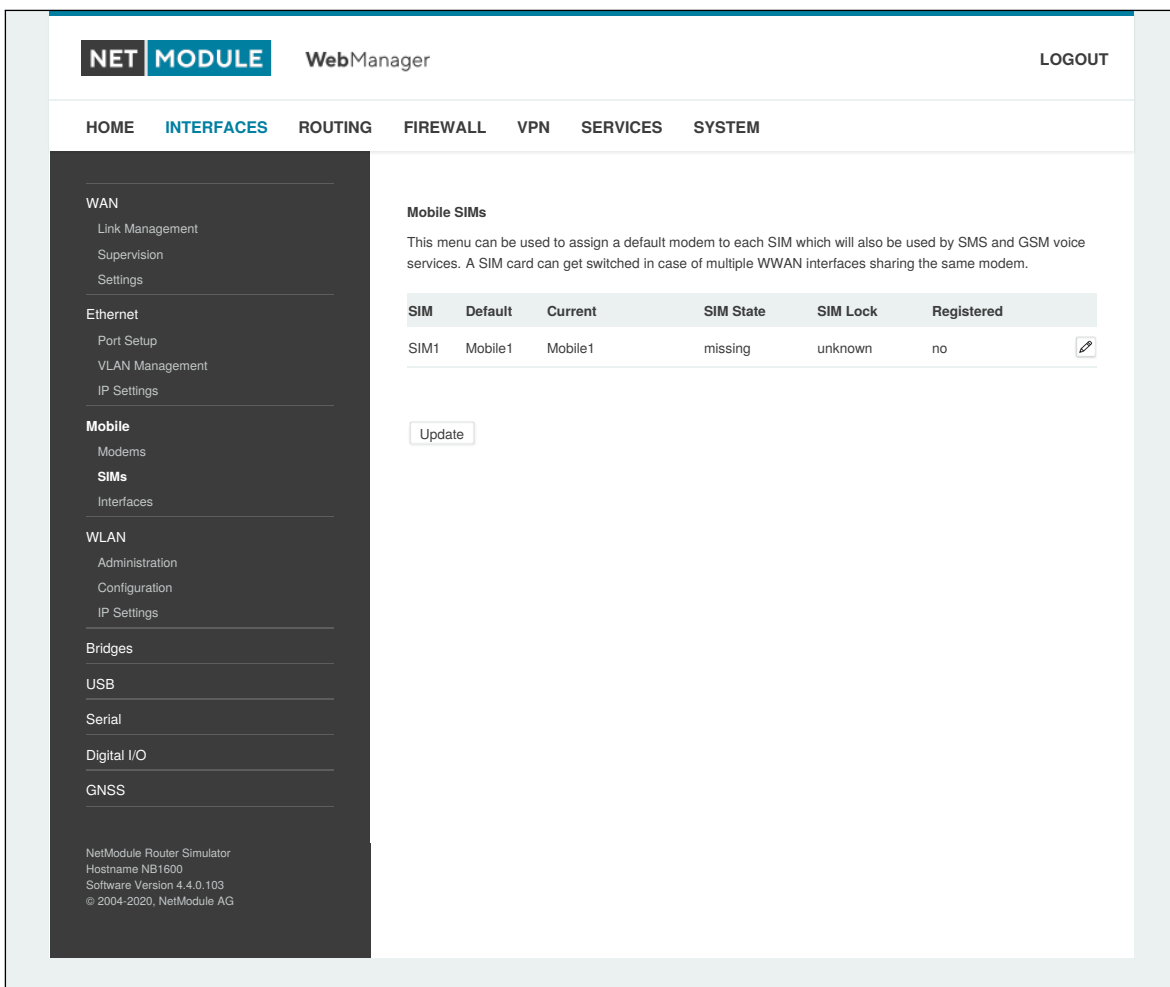 NET MODULE WebManager LOGOUT
HOME INTERFACES ROUTING FIREWALL VPN SERVICES SYSTEM
WAN
Link Management
Supervision
Settings
Ethernet
Port Setup
VLAN Management
IP Settings
Mobile
Modems
SIMs
Interfaces
WLAN
Administration
Configuration
IP Settings
Bridges
USB
Serial
Digital I/O
GNSS
NetModule Router Simulator
Hostname NB1600
Software Version 4.4.0.103
© 2004-2020, NetModule AG
Mobile SIMs
This menu can be used to assign a default modem to each SIM which will also be used by SMS and GSM voice
services. A SIM card can get switched in case of multiple WWAN interfaces sharing the same modem.
SIM Default Current SIM State SIM Lock Registered
SIM1 Mobile1 Mobile1 missing unknown no
Update